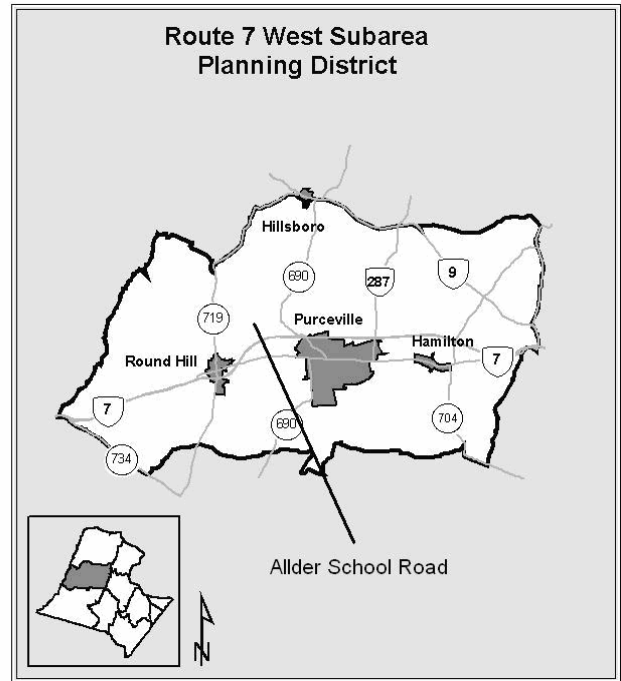 Route 7 West Subarea
Planning District
Hillsboro
690
287
9
719
Purceville
Hamilton
Round Hill
7
7
690
704
734
Allder School Road
N